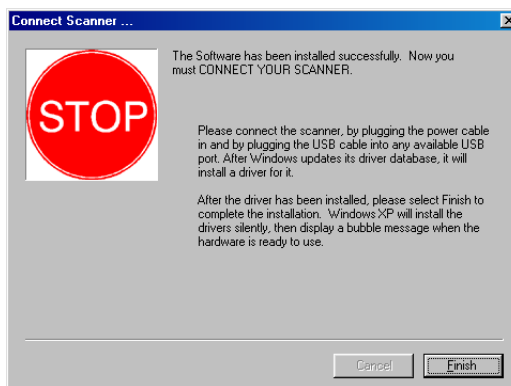 Connect Scanner ...
STOP
The Software has been installed successfully. Now you
must CONNECT YOUR SCANNER.
Please connect the scanner, by plugging the power cable
in and by plugging the USB cable into any available USB
port. After Windows updates its driver database, it will
install a driver for it.
After the driver has been installed, please select Finish to
complete the installation. Windows XP will install the
drivers silently, then display a bubble message when the
hardware is ready to use.
Cancel
Finish